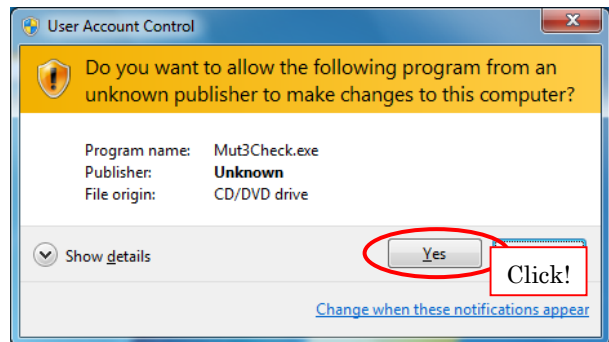 User Account Control
Do you want to allow the following program from an
unknown publisher to make changes to this computer?
Program name: Mut3Check.exe
Publisher: Unknown
File origin: CD/DVD drive
Show details
Yes
Click!
Change when these notifications appear